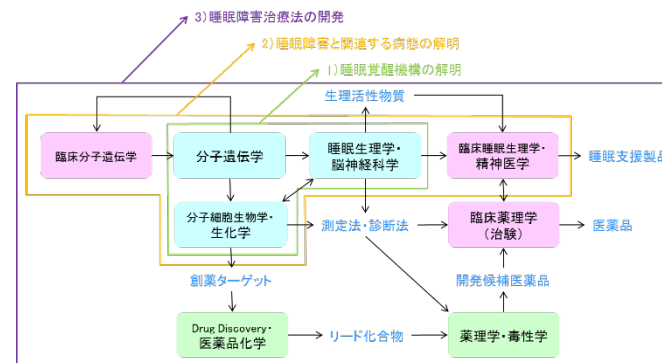 3)睡眠障害治療法の開発
2)睡眠障害と関連する病態の解明
1)睡眠覚醒機構の解明
生理活性物質
臨床分子遺伝学
分子遺伝学
睡眠生理学・
脳神経科学
臨床睡眠生理学・
精神医学
睡眠支援製品
分子細胞生物学・
生化学
測定法・診断法
臨床薬理学
(治験)
医薬品
創薬ターゲット
開発候補医薬品
Drug Discovery・
医薬品化学
リード化合物
薬理学・毒性学